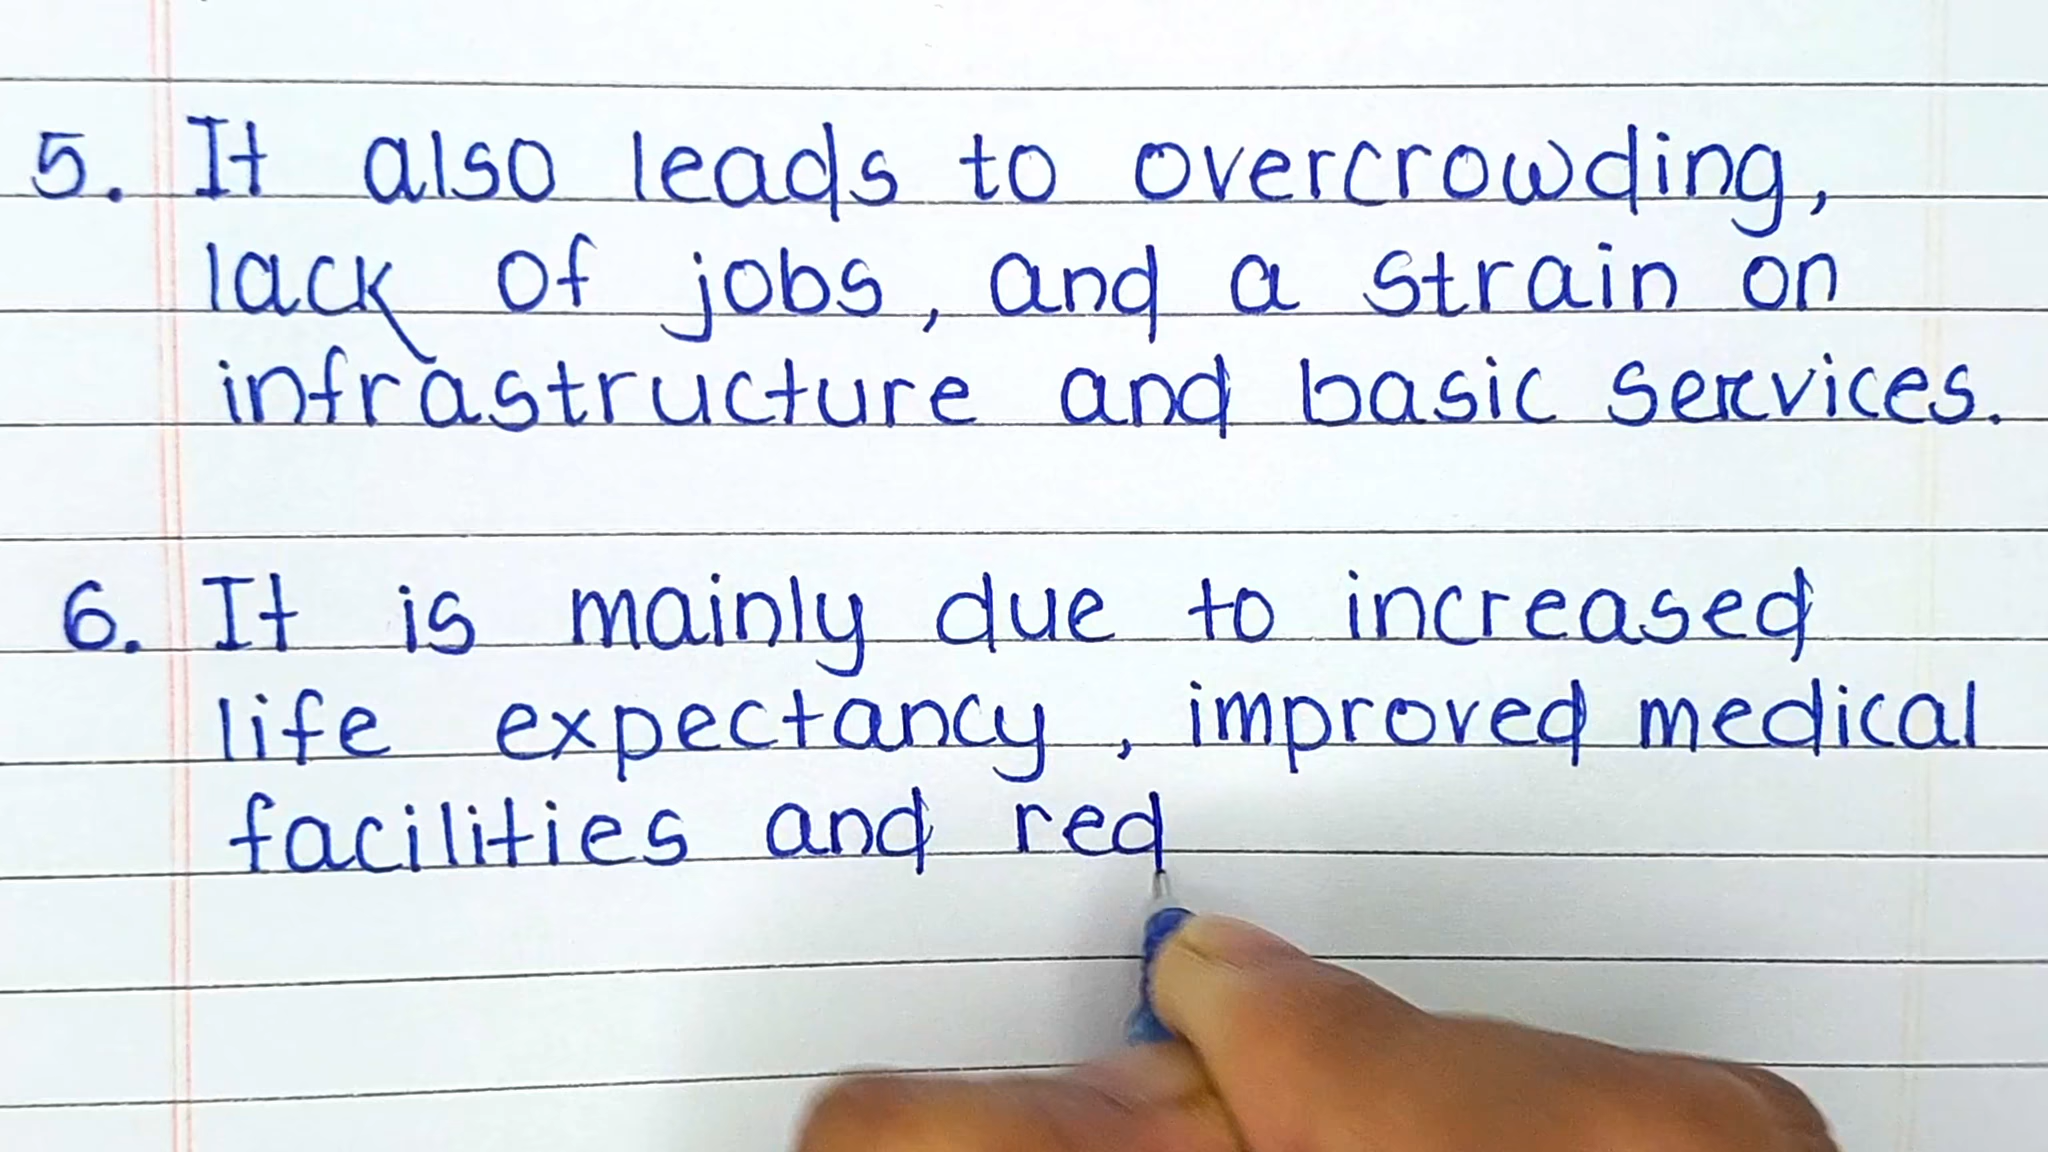 5. It also leads to overcrowding,
lack of jobs, and a strain on
infrastructure and basic services.
6. It is mainly due to increased
life expectancy, improved medical
facilities and red